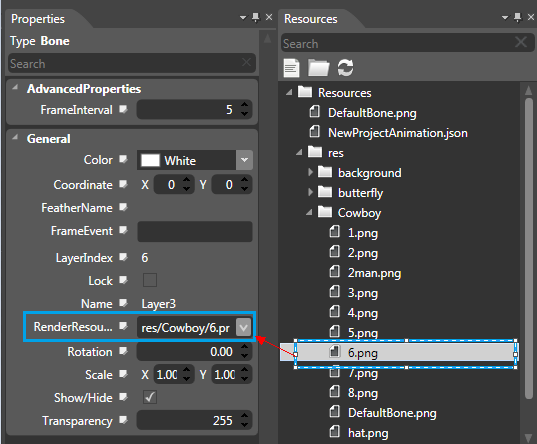 Properties
Type Bone
Search
AdvancedProperties
FrameInterval 5
General
Color White
Coordinate X 0 Y 0
FeatherName
FrameEvent
LayerIndex 6
Lock
Name Layer3
RenderResou... res/Cowboy/6.pr
Rotation 0.00
Scale X 1.00 Y 1.00
Show/Hide
Transparency 255
Resources
Search
Resources
DefaultBone.png
NewProjectAnimation.json
res
background
butterfly
Cowboy
1.png
2.png
2man.png
3.png
4.png
5.png
6.png
7.png
8.png
DefaultBone.png
hat.png